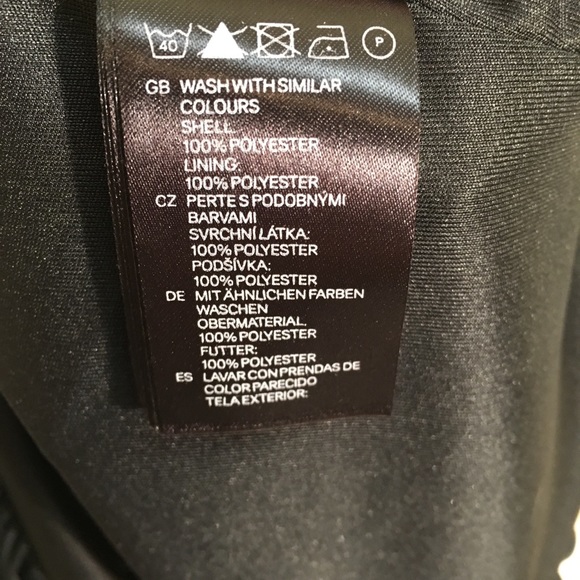 40 P
GB WASH WITH SIMILAR
COLOURS
SHELL:
100% POLYESTER
LINING:
100% POLYESTER
CZ PERTE S PODOBNÝMI
BARVAMI
SVRCHNÍ LÁTKA:
100% POLYESTER
PODŠÍVKA:
100% POLYESTER
DE MIT ÄHNLICHEN FARBEN
WASCHEN
OBERMATERIAL:
100% POLYESTER
FUTTER:
100% POLYESTER
ES LAVAR CON PRENDAS DE
COLOR PARECIDO
TELA EXTERIOR: